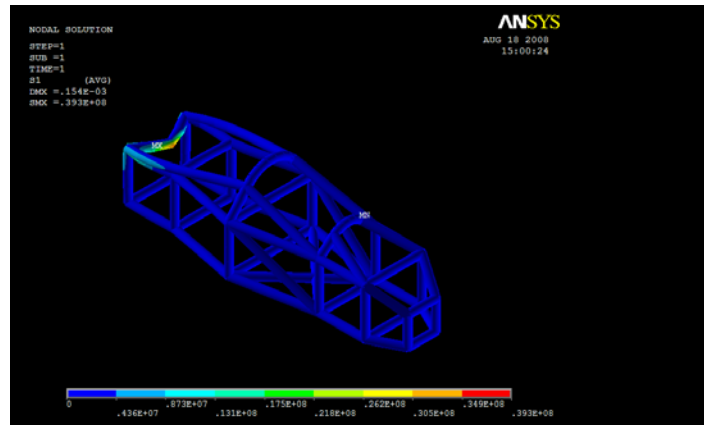 NODAL SOLUTION
STEP=1
SUB =1
TIME=1
S1 (AVG)
DMX =.154E-03
SMX =.393E+08
ANSYS
AUG 18 2008
15:00:24
MX
MN
0 .873E+07 .175E+08 .262E+08 .349E+08
.436E+07 .131E+08 .218E+08 .305E+08 .393E+08